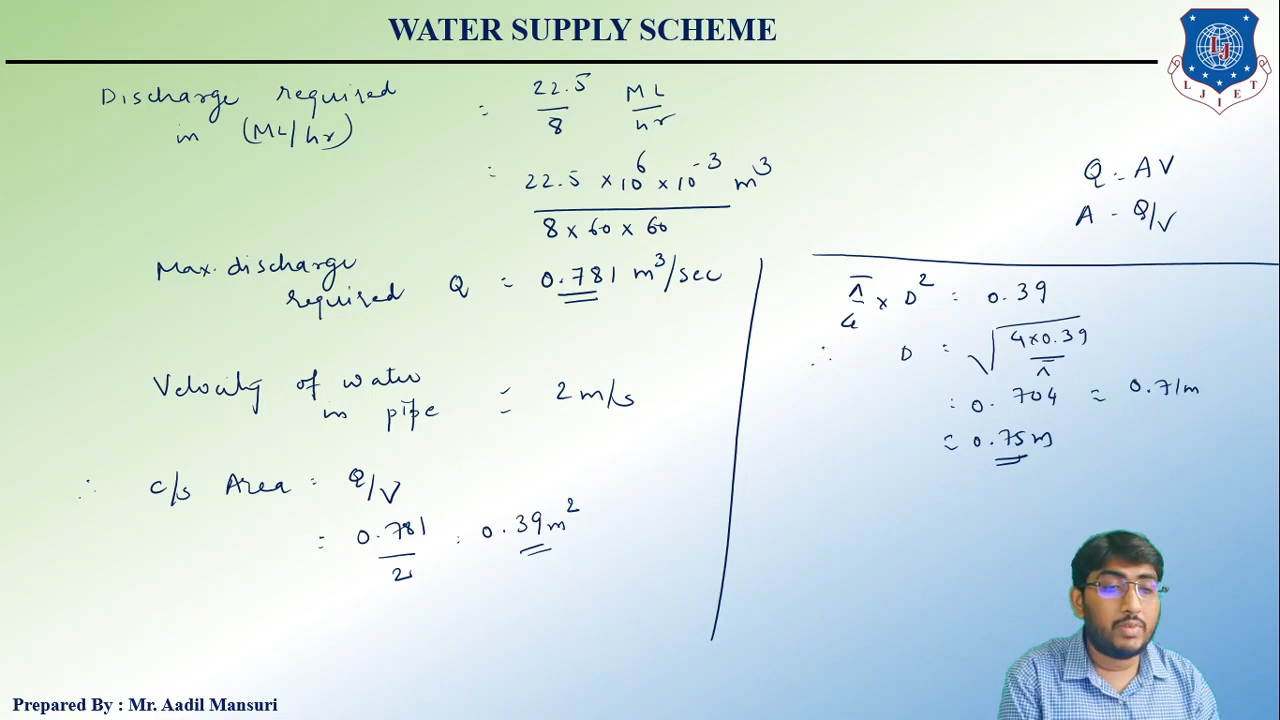 WATER SUPPLY SCHEME
LJIET
Discharge required
in (ML/hr)
= 22.5/8 ML/hr
= 22.5 × 10^6 × 10^-3 m^3
8 × 60 × 60
Max. discharge
required Q = 0.781 m^3/sec
Velocity of water
in pipe = 2 m/s
∴ C/s Area = Q/V
= 0.781/2 = 0.39 m^2
Q = AV
A = Q/V
π/4 × D^2 = 0.39
∴ D = √(4×0.39/π)
= 0.704 ≈ 0.71m
≈ 0.75m
Prepared By : Mr. Aadil Mansuri